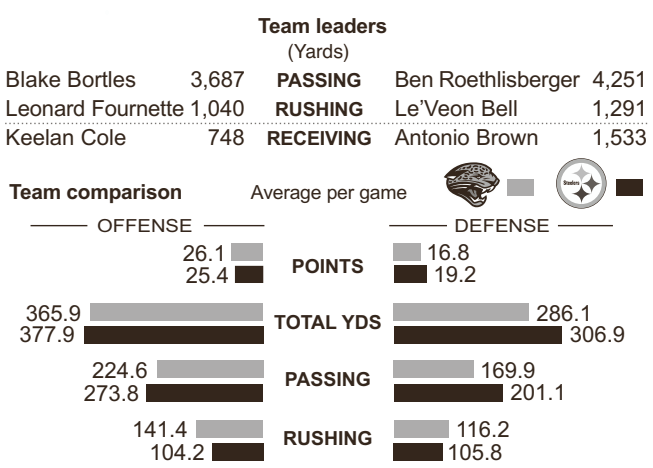 Team leaders
(Yards)
Blake Bortles 3,687 PASSING Ben Roethlisberger 4,251
Leonard Fournette 1,040 RUSHING Le'Veon Bell 1,291
Keelan Cole 748 RECEIVING Antonio Brown 1,533
Team comparison Average per game Steelers
OFFENSE DEFENSE
26.1 16.8
POINTS
25.4 19.2
365.9 286.1
TOTAL YDS
377.9 306.9
224.6 169.9
PASSING
273.8 201.1
141.4 116.2
RUSHING
104.2 105.8